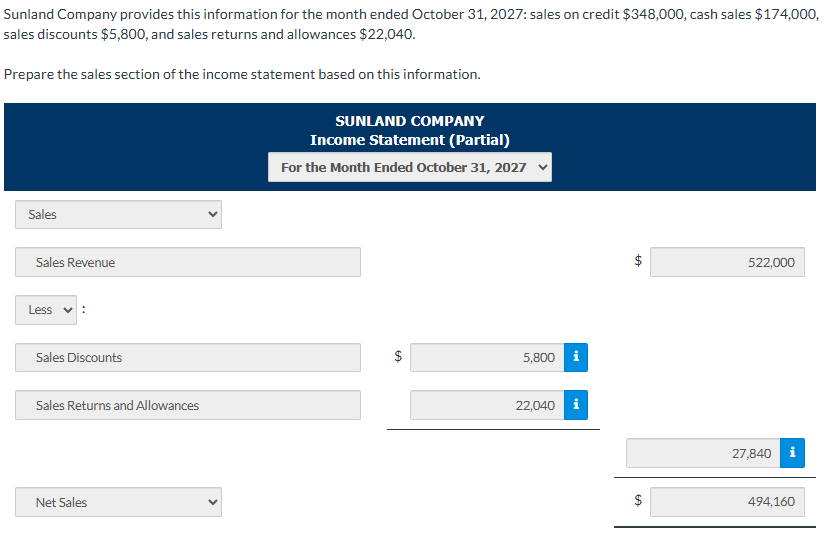 Sunland Company provides this information for the month ended October 31, 2027: sales on credit $348,000, cash sales $174,000,
sales discounts $5,800, and sales returns and allowances $22,040.
Prepare the sales section of the income statement based on this information.
SUNLAND COMPANY
Income Statement (Partial)
For the Month Ended October 31, 2027
Sales
Sales Revenue $ 522,000
Less :
Sales Discounts $ 5,800 i
Sales Returns and Allowances 22,040 i
27,840 i
Net Sales $ 494,160